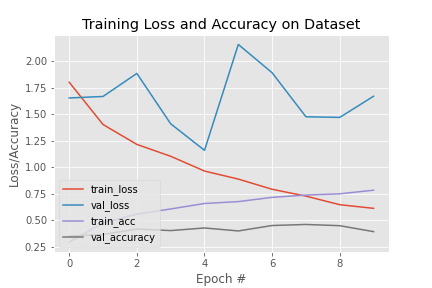 Training Loss and Accuracy on Dataset
Loss/Accuracy
2.00
1.75
1.50
1.25
1.00
0.75
0.50
0.25
train_loss
val_loss
train_acc
val_accuracy
0 2 4 6 8
Epoch #